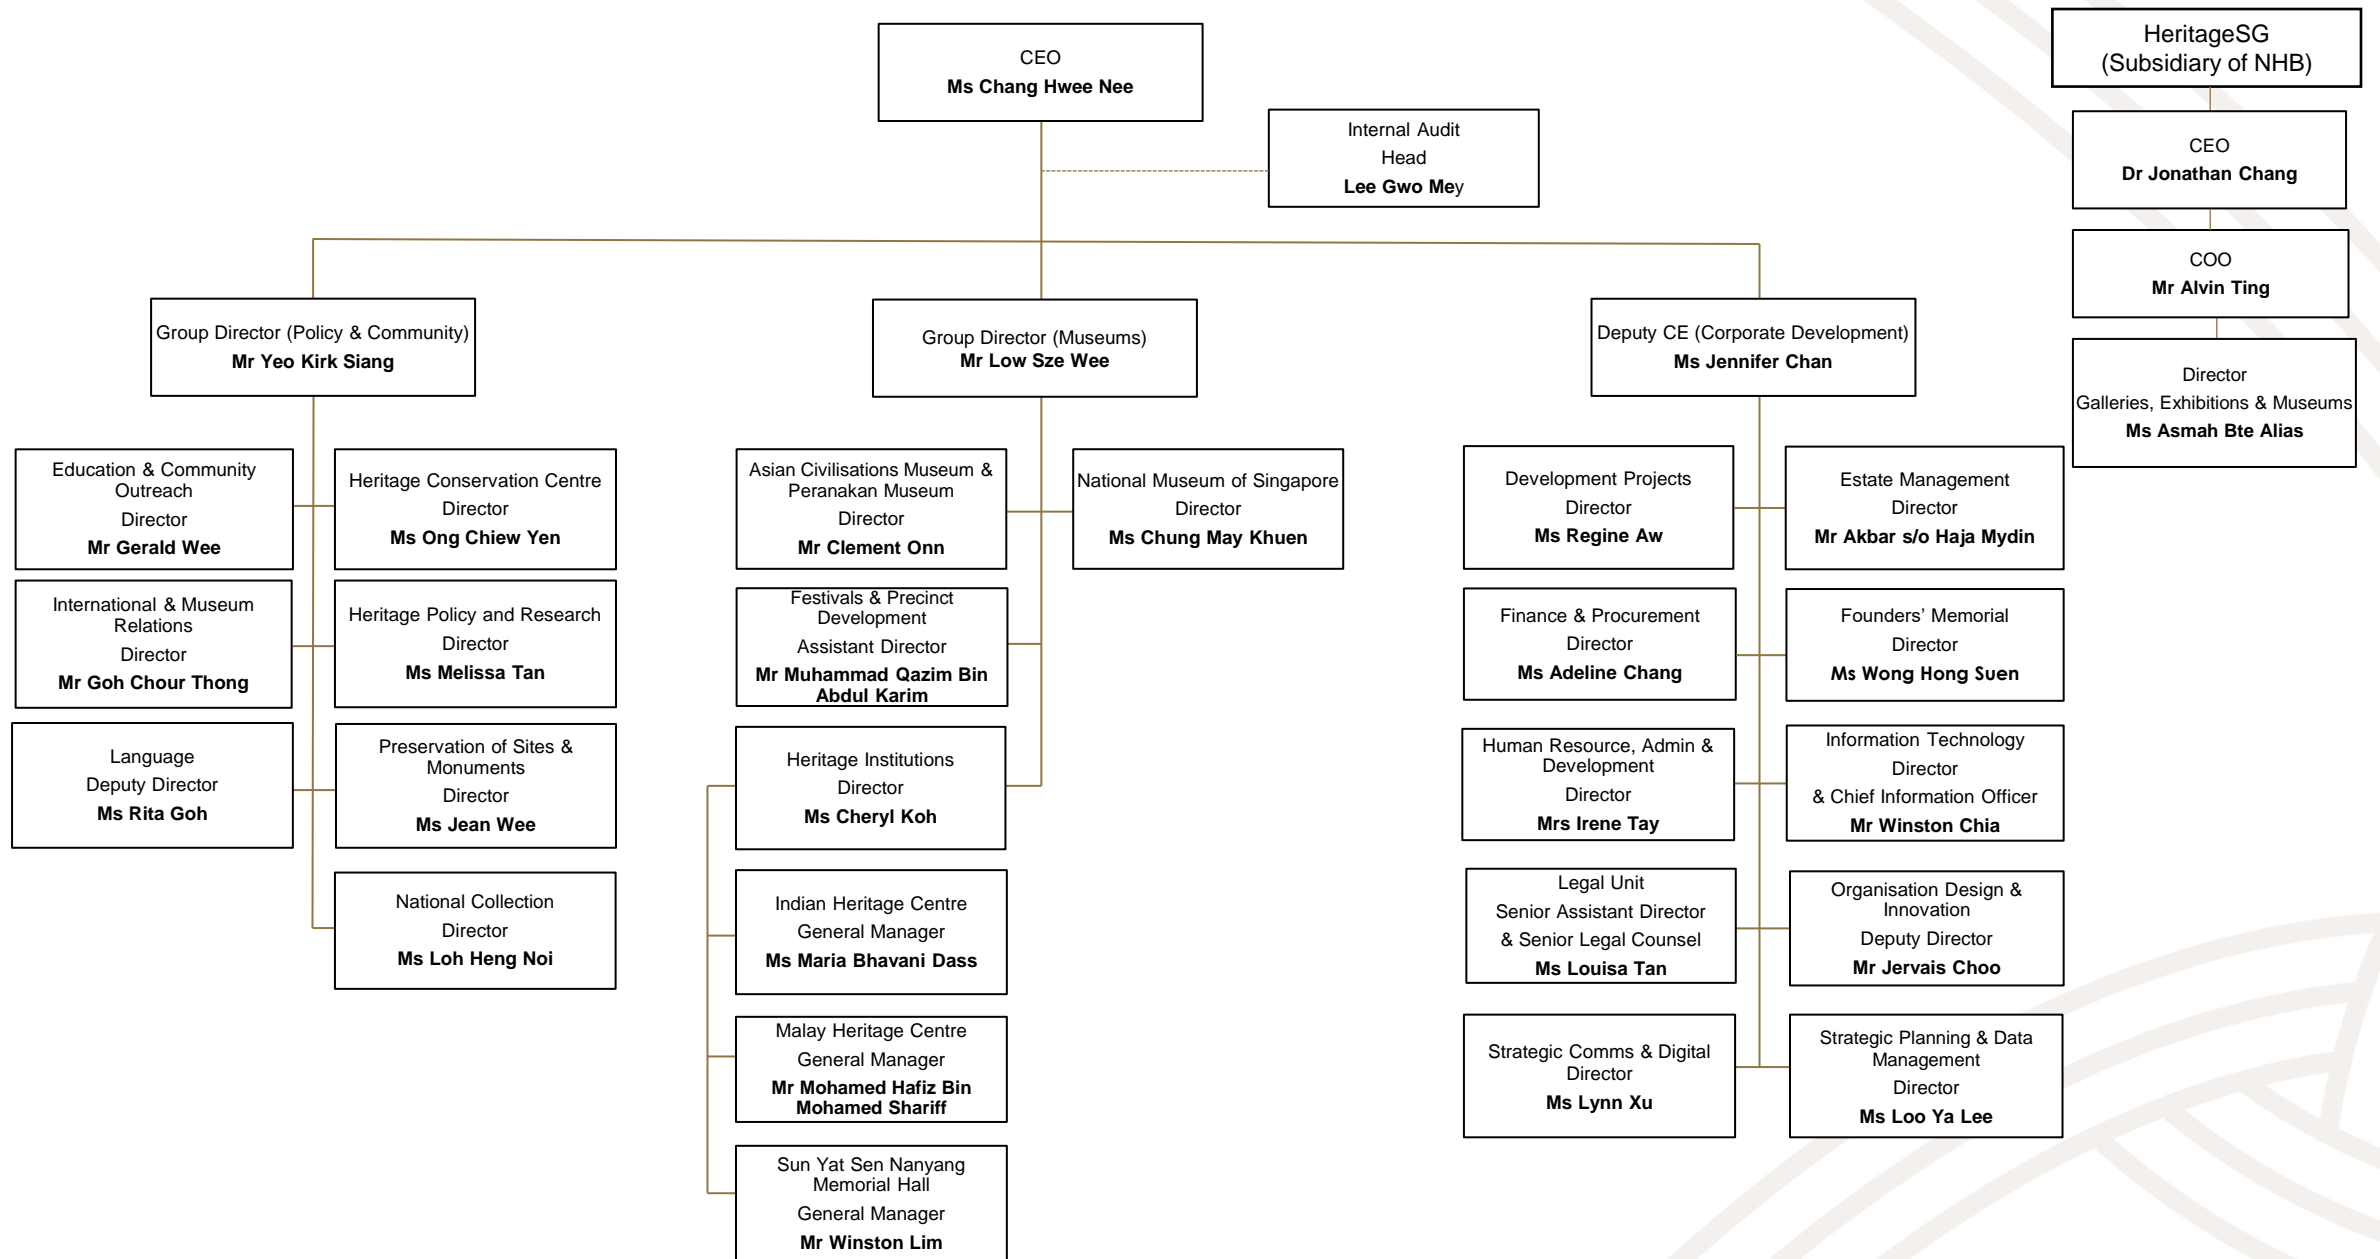 CEO
Ms Chang Hwee Nee
Internal Audit
Head
Lee Gwo Mey
HeritageSG
(Subsidiary of NHB)
CEO
Dr Jonathan Chang
COO
Mr Alvin Ting
Director
Galleries, Exhibitions & Museums
Ms Asmah Bte Alias
Group Director (Policy & Community)
Mr Yeo Kirk Siang
Group Director (Museums)
Mr Low Sze Wee
Deputy CE (Corporate Development)
Ms Jennifer Chan
Education & Community
Outreach
Director
Mr Gerald Wee
Heritage Conservation Centre
Director
Ms Ong Chiew Yen
International & Museum
Relations
Director
Mr Goh Chour Thong
Heritage Policy and Research
Director
Ms Melissa Tan
Language
Deputy Director
Ms Rita Goh
Preservation of Sites &
Monuments
Director
Ms Jean Wee
National Collection
Director
Ms Loh Heng Noi
Asian Civilisations Museum &
Peranakan Museum
Director
Mr Clement Onn
National Museum of Singapore
Director
Ms Chung May Khuen
Festivals & Precinct
Development
Assistant Director
Mr Muhammad Qazim Bin
Abdul Karim
Heritage Institutions
Director
Ms Cheryl Koh
Indian Heritage Centre
General Manager
Ms Maria Bhavani Dass
Malay Heritage Centre
General Manager
Mr Mohamed Hafiz Bin
Mohamed Shariff
Sun Yat Sen Nanyang
Memorial Hall
General Manager
Mr Winston Lim
Development Projects
Director
Ms Regine Aw
Estate Management
Director
Mr Akbar s/o Haja Mydin
Finance & Procurement
Director
Ms Adeline Chang
Founders’ Memorial
Director
Ms Wong Hong Suen
Human Resource, Admin &
Development
Director
Mrs Irene Tay
Information Technology
Director
& Chief Information Officer
Mr Winston Chia
Legal Unit
Senior Assistant Director
& Senior Legal Counsel
Ms Louisa Tan
Organisation Design &
Innovation
Deputy Director
Mr Jervais Choo
Strategic Comms & Digital
Director
Ms Lynn Xu
Strategic Planning & Data
Management
Director
Ms Loo Ya Lee